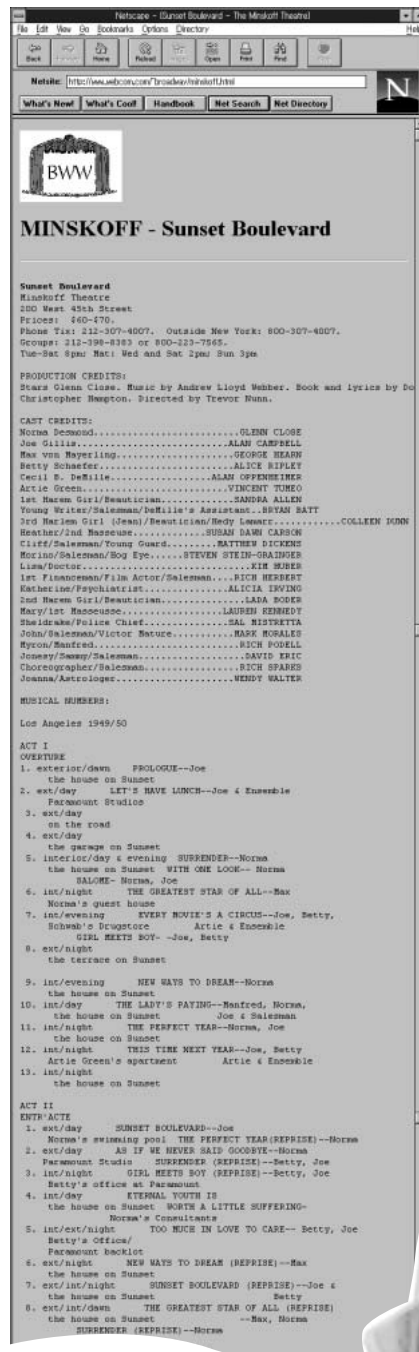 Netscape - [Sunset Boulevard - The Minskoff Theatre]
File Edit View Go Bookmarks Options Directory Hel
Back Home Reload Open Print Find
Netsite: http://www.webcom.com/~broadway/minskoff.html
What's New! What's Cool! Handbook Net Search Net Directory
N
BWW
MINSKOFF - Sunset Boulevard
Sunset Boulevard
Minskoff Theatre
200 West 45th Street
Prices: $60-$70.
Phone Tix: 212-307-4007. Outside New York: 800-307-4007.
Groups: 212-398-8383 or 800-223-7565.
Tue-Sat 8pm; Mat: Wed and Sat 2pm; Sun 3pm
PRODUCTION CREDITS:
Stars Glenn Close. Music by Andrew Lloyd Webber. Book and lyrics by Do
Christopher Hampton. Directed by Trevor Nunn.
CAST CREDITS:
Norma Desmond........................GLENN CLOSE
Joe Gillis.........................ALAN CAMPBELL
Max von Mayerling...................GEORGE HEARN
Betty Schaefer......................ALICE RIPLEY
Cecil B. DeMille................ALAN OPPENHEIMER
Artie Green........................VINCENT TUMEO
1st Harem Girl/Beautician...........SANDRA ALLEN
Young Writer/Salesman/DeMille's Assistant..BRYAN BATT
3rd Harlem Girl (Jean)/Beautician/Hedy Lamarr............COLLEEN DUNN
Heather/2nd Masseuse............SUSAN DAWN CARSON
Cliff/Salesman/Young Guard.......MATTHEW DICKENS
Morino/Salesman/Hog Eye......STEVEN STEIN-GRAINGER
Lisa/Doctor............................KIM HUBER
1st Financeman/Film Actor/Salesman....RICH HERBERT
Katherine/Psychiatrist.............ALICIA IRVING
2nd Harem Girl/Beautician.............LADA BODER
Mary/1st Masseusse................LAUREN KENNEDY
Sheldrake/Police Chief.............SAL MISTRETTA
John/Salesman/Victor Mature.........MARK MORALES
Myron/Manfred........................RICH PODELL
Jonesy/Sammy/Salesman.................DAVID ERIC
Choreographer/Salesman...............RICH SPARKS
Joanna/Astrologer...................WENDY WALTER
MUSICAL NUMBERS:
Los Angeles 1949/50
ACT I
OVERTURE
1. exterior/dawn PROLOGUE--Joe
the house on Sunset
2. ext/day LET'S HAVE LUNCH--Joe & Ensemble
Paramount Studios
3. ext/day
on the road
4. ext/day
the garage on Sunset
5. interior/day & evening SURRENDER--Norma
the house on Sunset WITH ONE LOOK-- Norma
SALOME- Norma, Joe
6. int/night THE GREATEST STAR OF ALL--Max
Norma's guest house
7. int/evening EVERY MOVIE'S A CIRCUS--Joe, Betty,
Schwab's Drugstore Artie & Ensemble
GIRL MEETS BOY- -Joe, Betty
8. ext/night
the terrace on Sunset
9. int/evening NEW WAYS TO DREAM--Norma
the house on Sunset
10. int/day THE LADY'S PAYING--Manfred, Norma,
the house on Sunset Joe & Salesman
11. int/night THE PERFECT YEAR--Norma, Joe
the house on Sunset
12. int/night THIS TIME NEXT YEAR--Joe, Betty
Artie Green's apartment Artie & Ensemble
13. int/night
the house on Sunset
ACT II
ENTR'ACTE
1. ext/day SUNSET BOULEVARD--Joe
Norma's swimming pool THE PERFECT YEAR(REPRISE)--Norma
2. ext/day AS IF WE NEVER SAID GOODBYE--Norma
Paramount Studio SURRENDER (REPRISE)--Betty, Joe
3. int/night GIRL MEETS BOY (REPRISE)--Betty, Joe
Betty's office at Paramount
4. int/day ETERNAL YOUTH IS
the house on Sunset WORTH A LITTLE SUFFERING-
Norma's Consultants
5. int/ext/night TOO MUCH IN LOVE TO CARE-- Betty, Joe
Betty's Office/
Paramount backlot
6. ext/night NEW WAYS TO DREAM (REPRISE)--Max
the house on Sunset
7. ext/int/night SUNSET BOULEVARD (REPRISE)--Joe &
the house on Sunset Betty
8. ext/int/dawn THE GREATEST STAR OF ALL (REPRISE)
the house on Sunset --Max, Norma
SURRENDER (REPRISE)--Norma